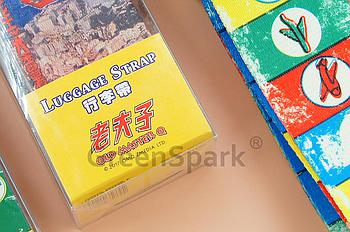 LUGGAGE STRAP
行李帶
老夫子
OLD MASTER Q
GreenSpark®